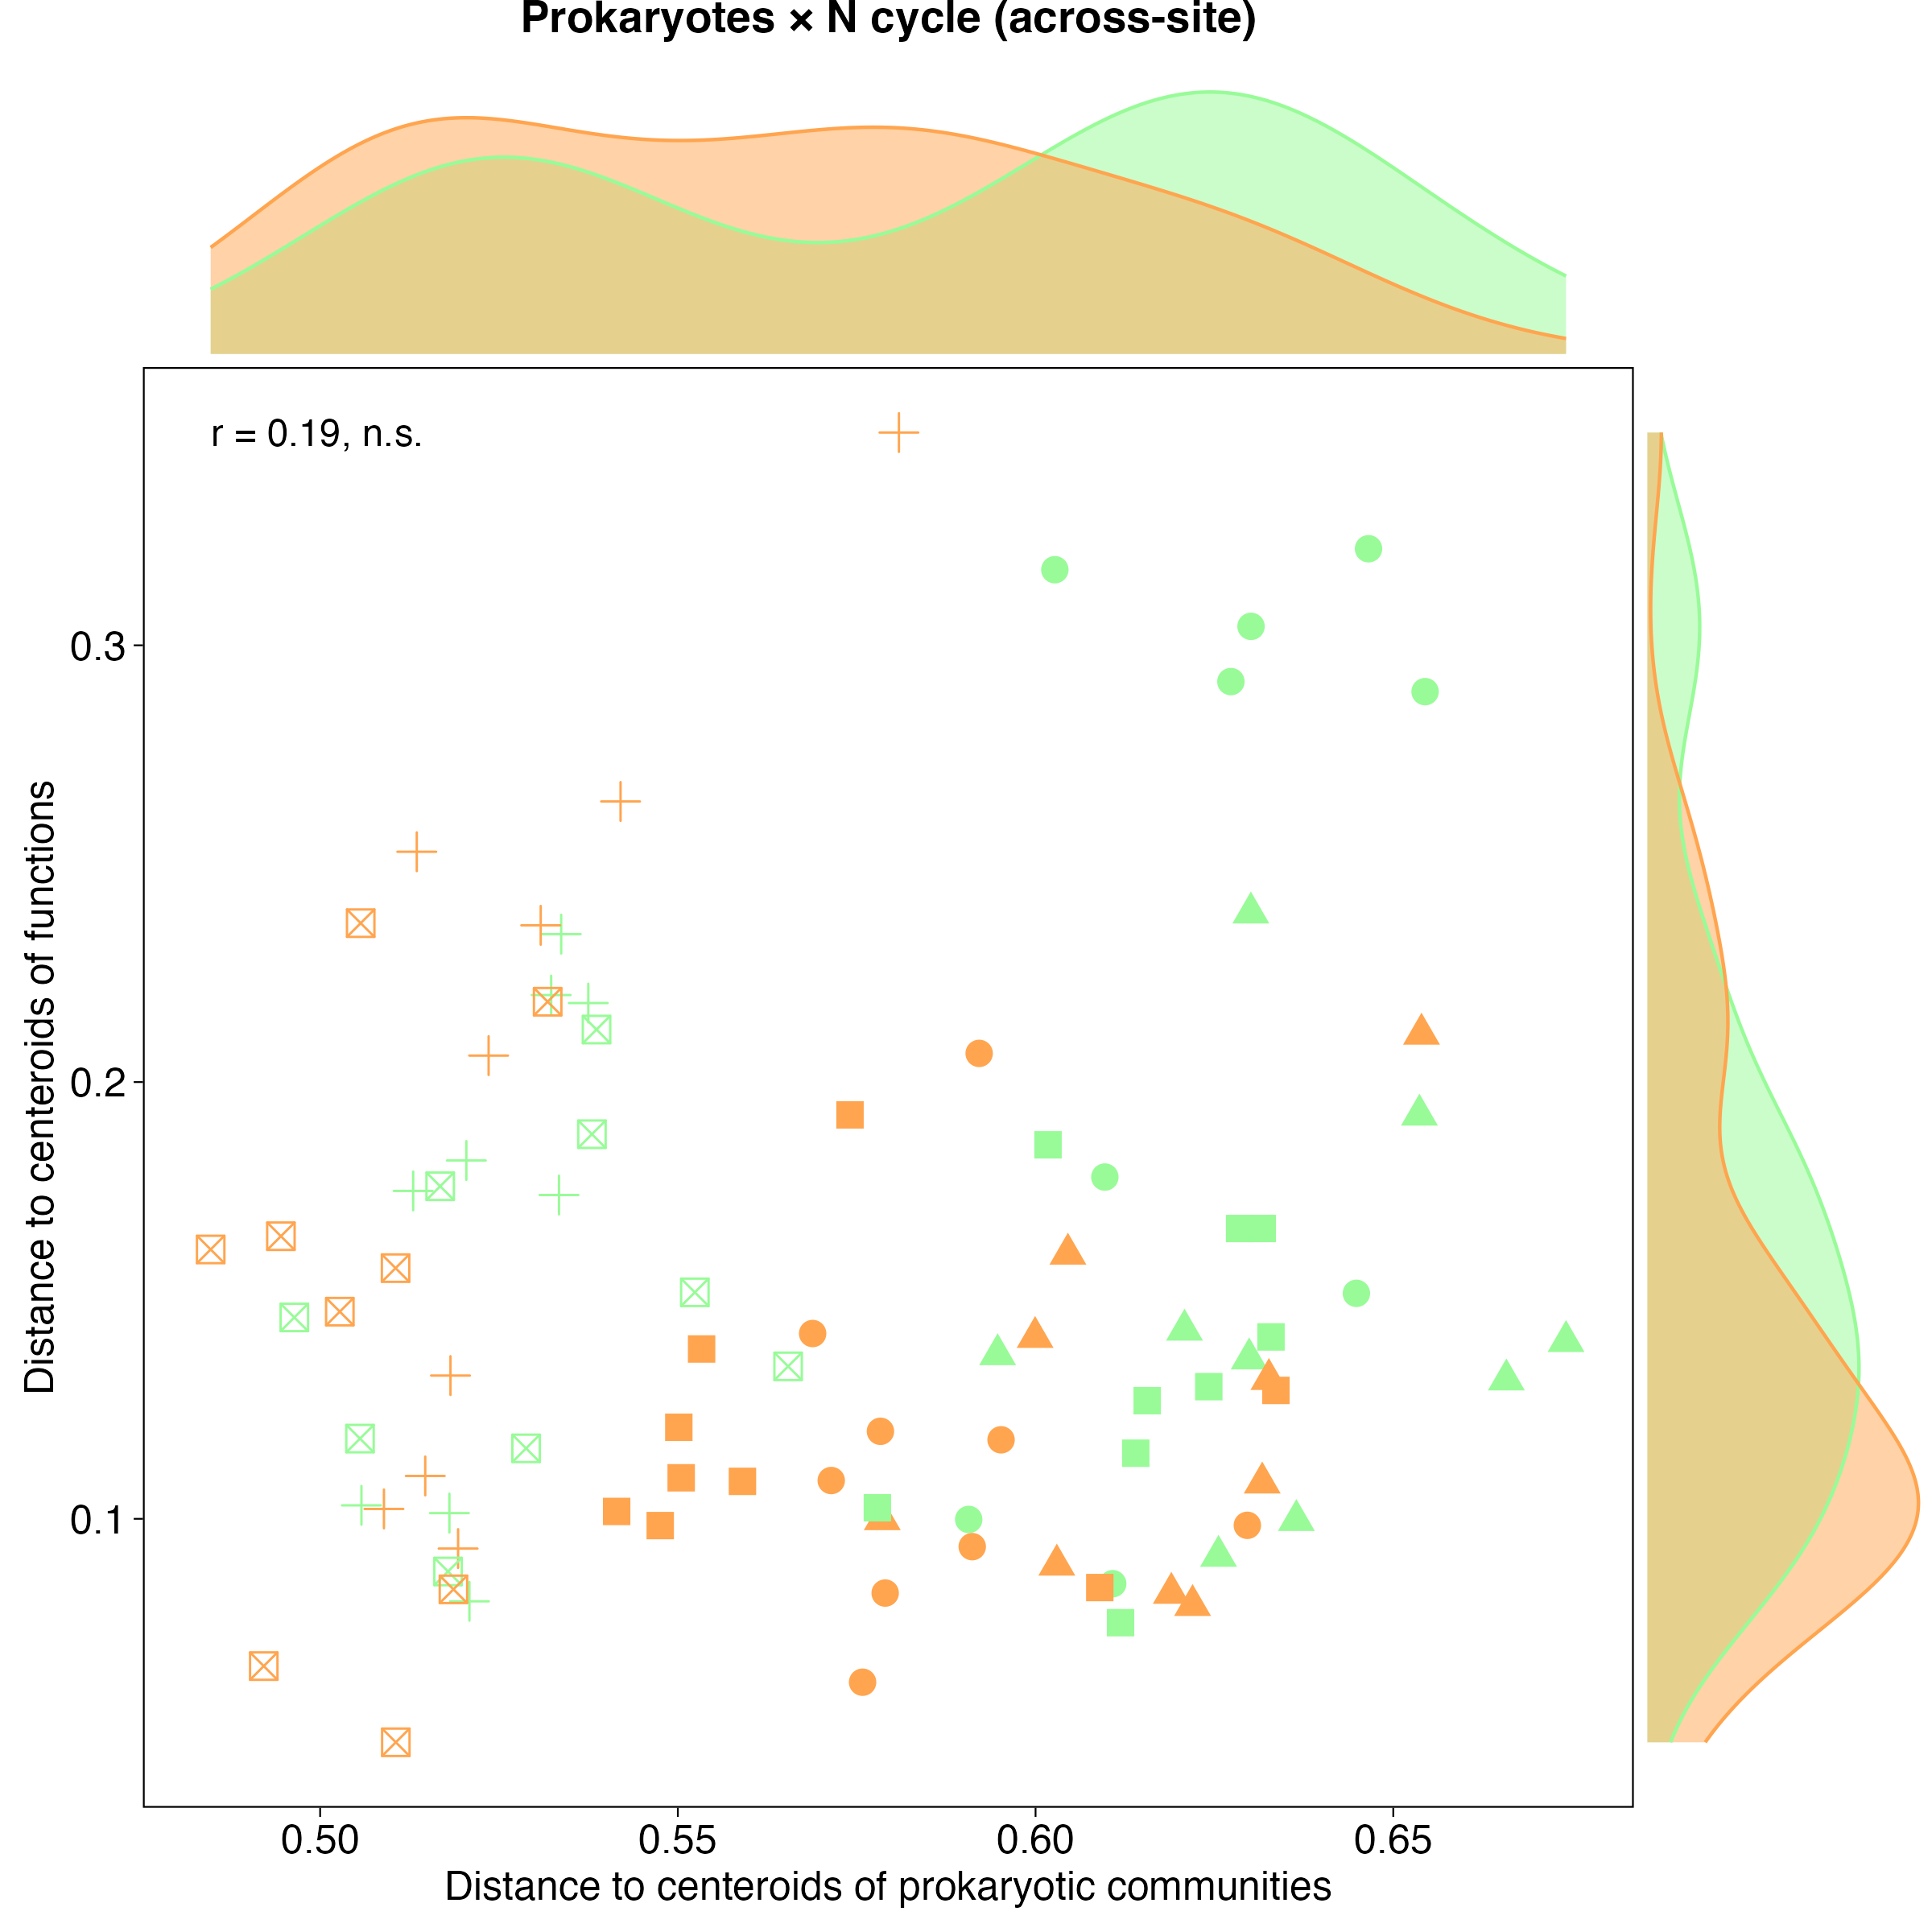 Prokaryotes × N cycle (across-site)
r = 0.19, n.s.
0.3
0.2
0.1
Distance to centeroids of functions
0.50 0.55 0.60 0.65
Distance to centeroids of prokaryotic communities